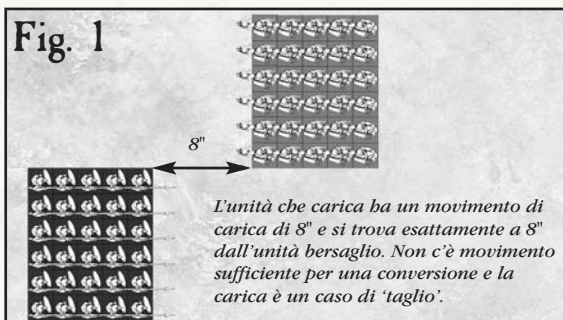 Fig. 1
8"
L'unità che carica ha un movimento di
carica di 8" e si trova esattamente a 8"
dall'unità bersaglio. Non c'è movimento
sufficiente per una conversione e la
carica è un caso di 'taglio'.